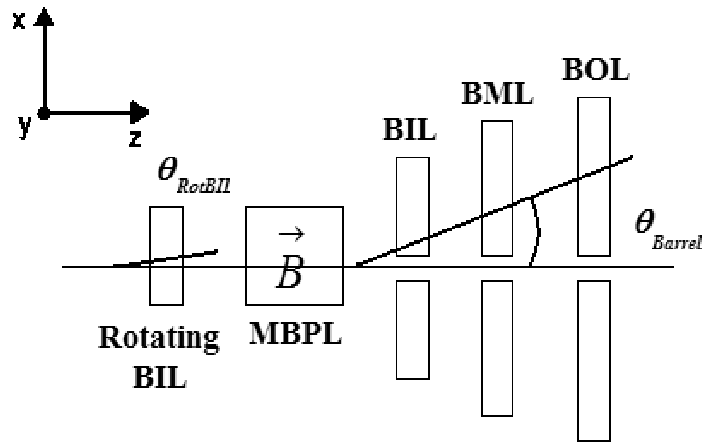 x
y
z
BOL
BML
BIL
θRotBIl
θBarrel
B
Rotating
BIL
MBPL